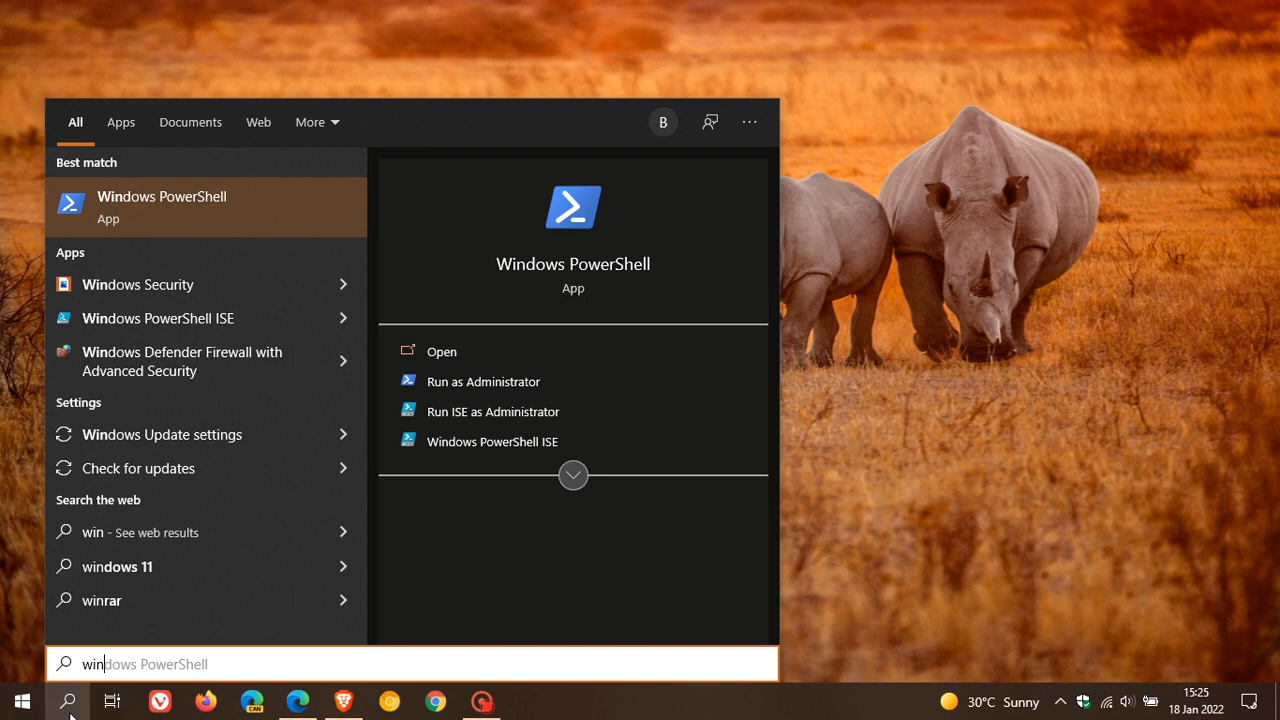 All Apps Documents Web More B ...
Best match
Windows PowerShell
App
Apps
Windows Security
Windows PowerShell ISE
Windows Defender Firewall with
Advanced Security
Settings
Windows Update settings
Check for updates
Search the web
win - See web results
windows 11
winrar
Windows PowerShell
App
Open
Run as Administrator
Run ISE as Administrator
Windows PowerShell ISE
windows PowerShell
CAN
30°C Sunny
15:25
18 Jan 2022